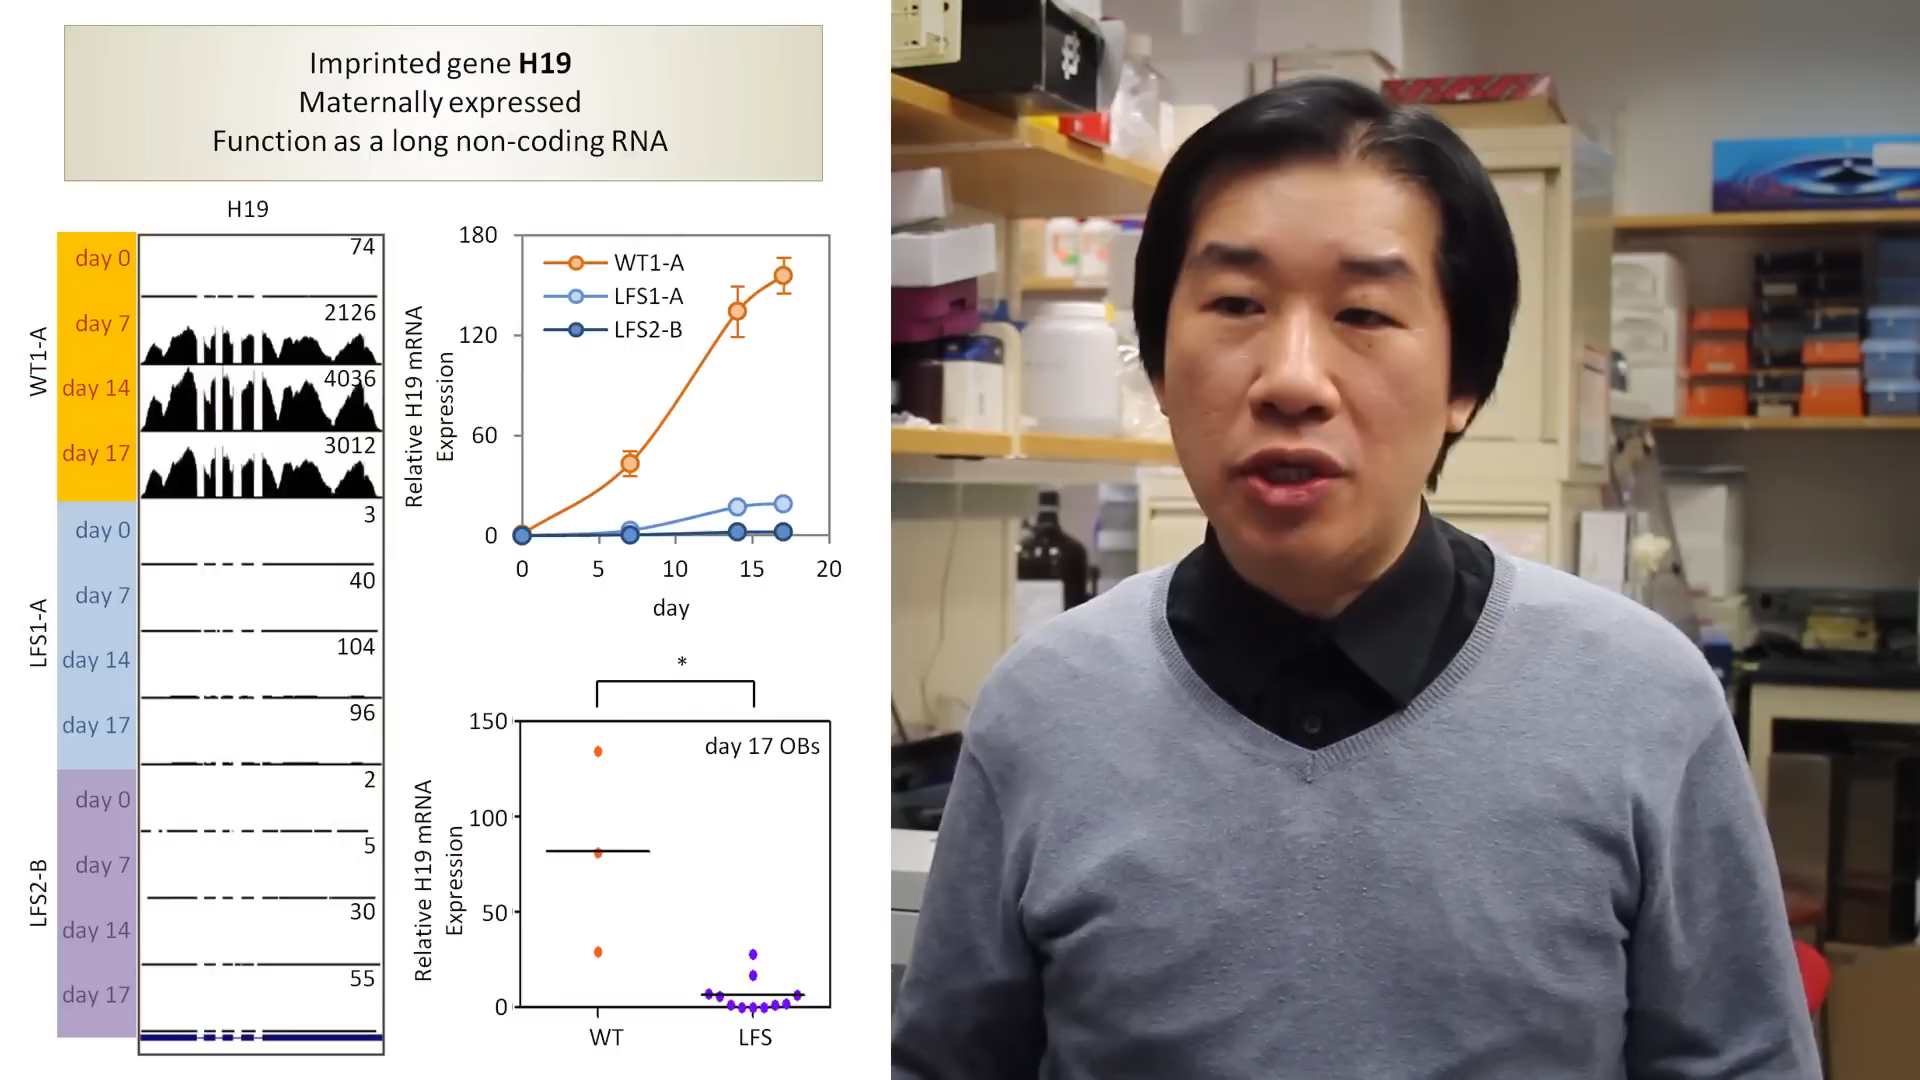 Imprinted gene H19
Maternally expressed
Function as a long non-coding RNA
H19
WT1-A
day 0
74
day 7
2126
day 14
4036
day 17
3012
LFS1-A
day 0
3
day 7
40
day 14
104
day 17
96
LFS2-B
day 0
2
day 7
5
day 14
30
day 17
55
Relative H19 mRNA
Expression
180
120
60
0
WT1-A
LFS1-A
LFS2-B
0 5 10 15 20
day
*
Relative H19 mRNA
Expression
150
100
50
0
day 17 OBs
WT LFS